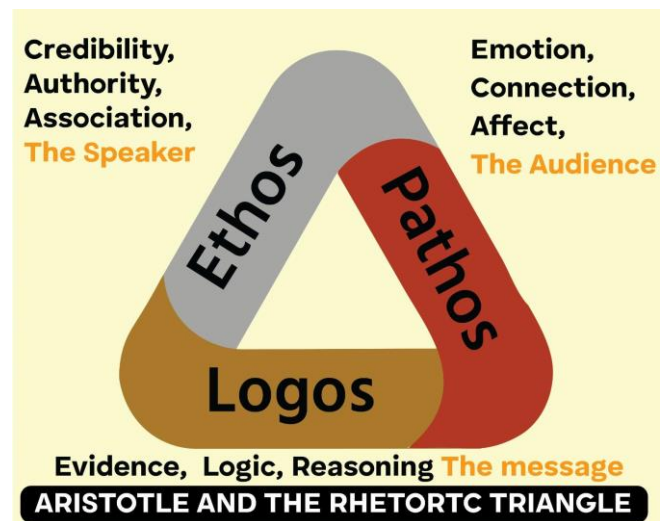 Credibility,
Authority,
Association,
The Speaker
Emotion,
Connection,
Affect,
The Audience
Ethos
Pathos
Logos
Evidence, Logic, Reasoning The message
ARISTOTLE AND THE RHETORTC TRIANGLE